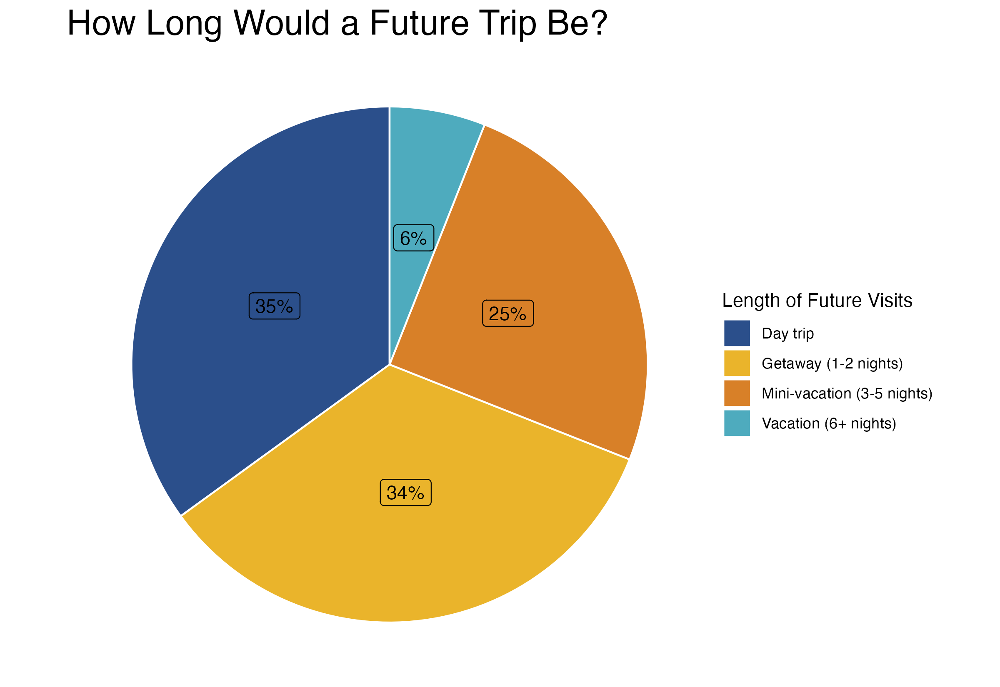 How Long Would a Future Trip Be?
6%
35%
25%
34%
Length of Future Visits
Day trip
Getaway (1-2 nights)
Mini-vacation (3-5 nights)
Vacation (6+ nights)